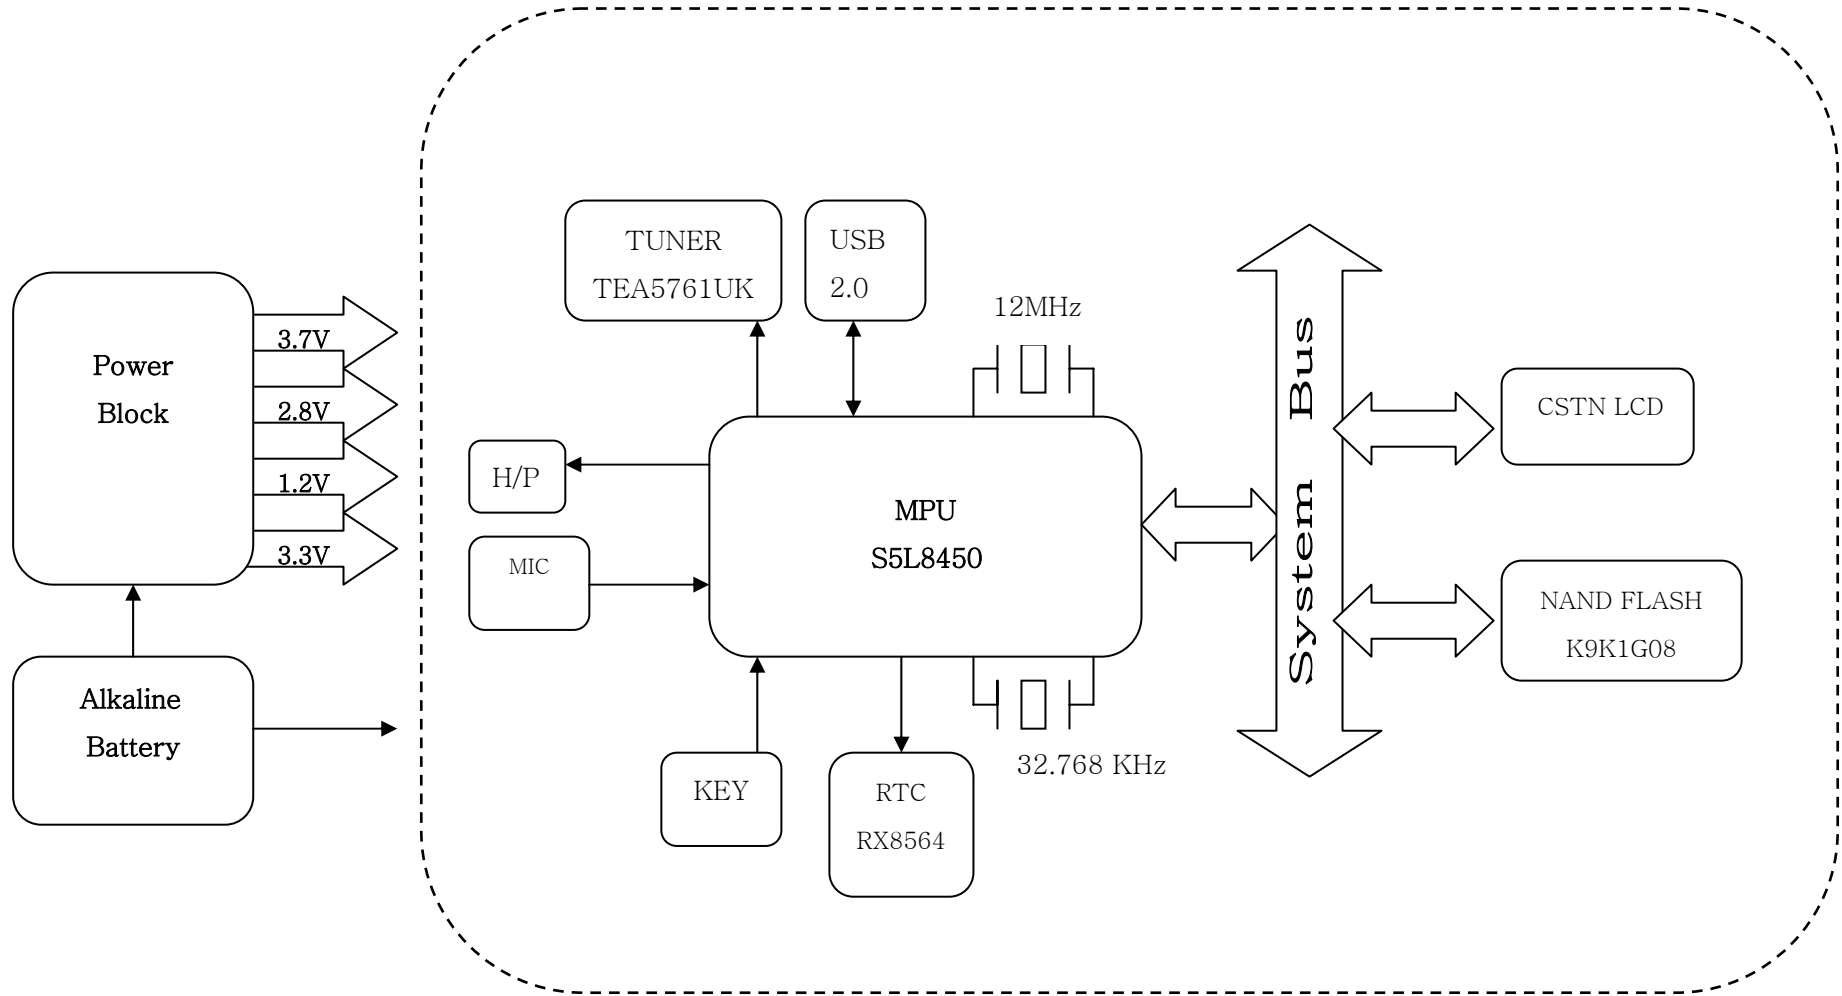 TUNER
TEA5761UK
USB
2.0
12MHz
Power
Block
3.7V
2.8V
1.2V
3.3V
H/P
MIC
MPU
S5L8450
System Bus
CSTN LCD
NAND FLASH
K9K1G08
Alkaline
Battery
KEY
RTC
RX8564
32.768 KHz